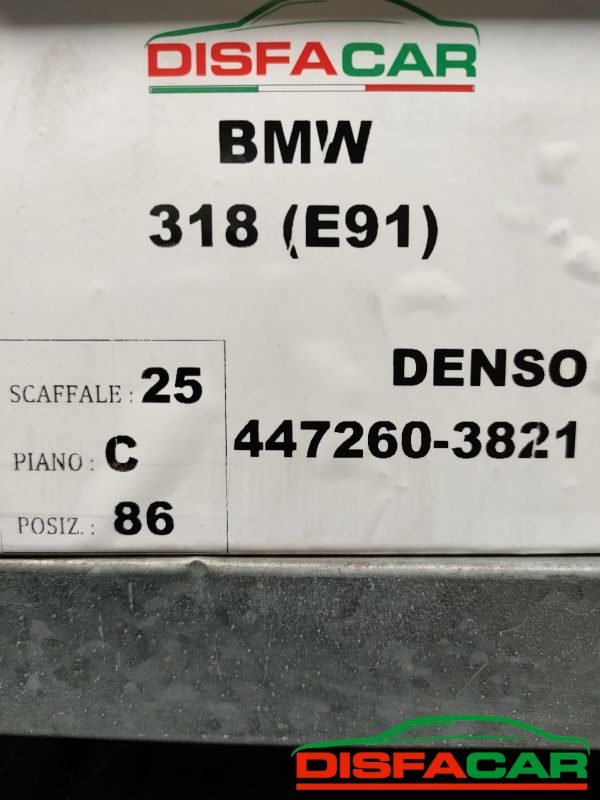 DISFACAR
BMW
318 (E91)
DENSO
447260-3821
SCAFFALE : 25
PIANO : C
POSIZ. : 86
DISFACAR